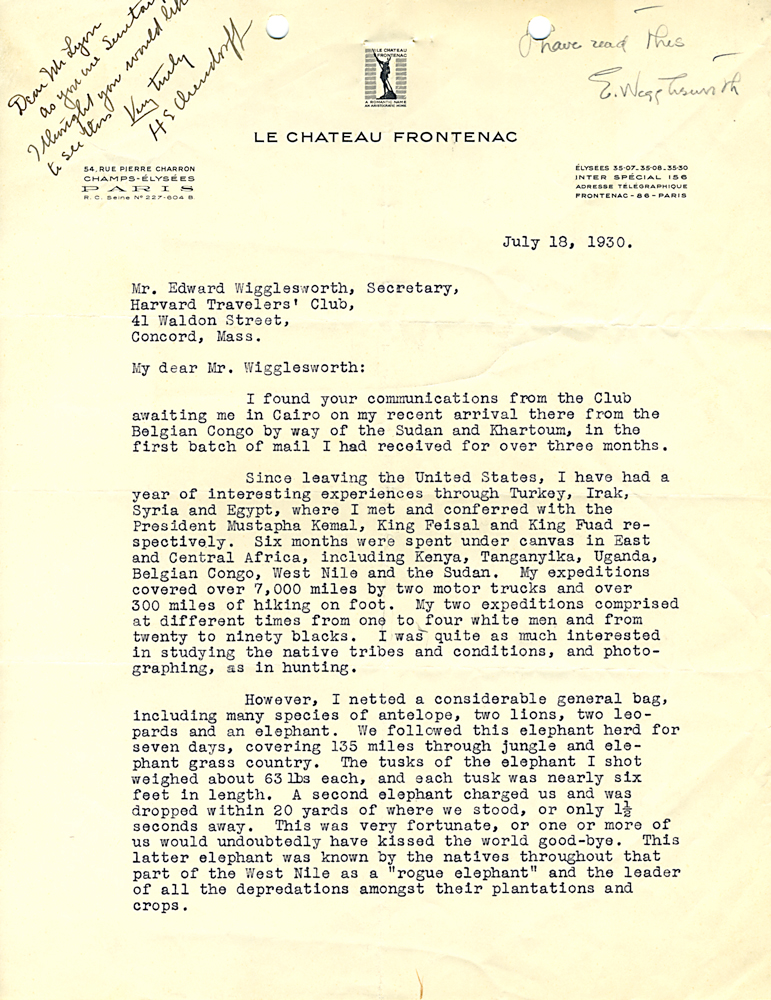 Dear Mr Lyon
as you are Secretary
I thought you would like
to see this
Very truly
I have read this
E. Wigglesworth
LE CHATEAU
FRONTENAC
A ROMANTIC NAME
AN ARISTOCRATIC HOME
LE CHATEAU FRONTENAC
54, RUE PIERRE CHARRON
CHAMPS-ÉLYSÉES
PARIS
R. C. Seine Nº 227-604 B.
ÉLYSEES 35-07_35-08_35-30
INTER SPÉCIAL 156
ADRESSE TÉLÉGRAPHIQUE
FRONTENAC-86-PARIS
July 18, 1930.
Mr. Edward Wigglesworth, Secretary,
Harvard Travelers' Club,
41 Waldon Street,
Concord, Mass.
My dear Mr. Wigglesworth:
I found your communications from the Club
awaiting me in Cairo on my recent arrival there from the
Belgian Congo by way of the Sudan and Khartoum, in the
first batch of mail I had received for over three months.
Since leaving the United States, I have had a
year of interesting experiences through Turkey, Irak,
Syria and Egypt, where I met and conferred with the
President Mustapha Kemal, King Feisal and King Fuad re-
spectively. Six months were spent under canvas in East
and Central Africa, including Kenya, Tanganyika, Uganda,
Belgian Congo, West Nile and the Sudan. My expeditions
covered over 7,000 miles by two motor trucks and over
300 miles of hiking on foot. My two expeditions comprised
at different times from one to four white men and from
twenty to ninety blacks. I was quite as much interested
in studying the native tribes and conditions, and photo-
graphing, as in hunting.
However, I netted a considerable general bag,
including many species of antelope, two lions, two leo-
pards and an elephant. We followed this elephant herd for
seven days, covering 135 miles through jungle and ele-
phant grass country. The tusks of the elephant I shot
weighed about 63 lbs each, and each tusk was nearly six
feet in length. A second elephant charged us and was
dropped within 20 yards of where we stood, or only 1½
seconds away. This was very fortunate, or one or more of
us would undoubtedly have kissed the world good-bye. This
latter elephant was known by the natives throughout that
part of the West Nile as a "rogue elephant" and the leader
of all the depredations amongst their plantations and
crops.